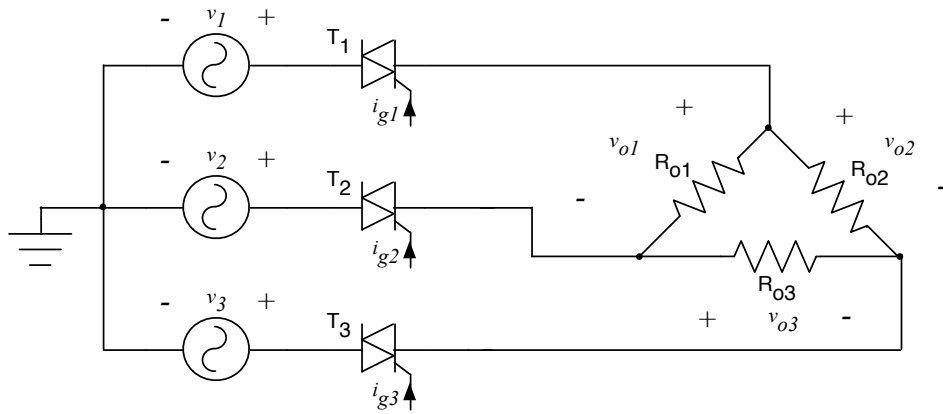 - v1 +
T1
ig1
+
vo1
-
Ro1
+
vo2
-
Ro2
- v2 +
T2
ig2
Ro3
+ vo3 -
- v3 +
T3
ig3